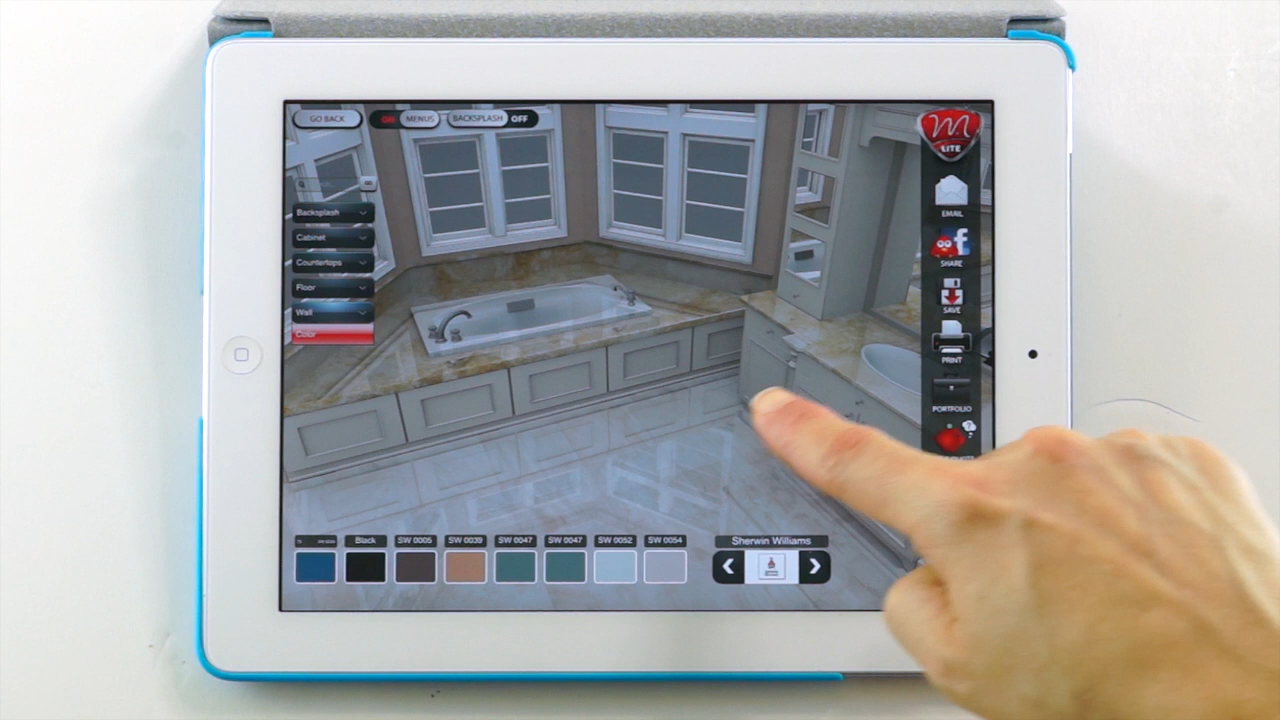 GO BACK
ON MENUS
BACKSPLASH OFF
m
LITE
EMAIL
f
SHARE
SAVE
PRINT
PORTFOLIO
Backsplash
Cabinet
Countertops
Floor
Wall
Color
Black
SW 0005
SW 0039
SW 0047
SW 0047
SW 0052
SW 0054
Sherwin Williams